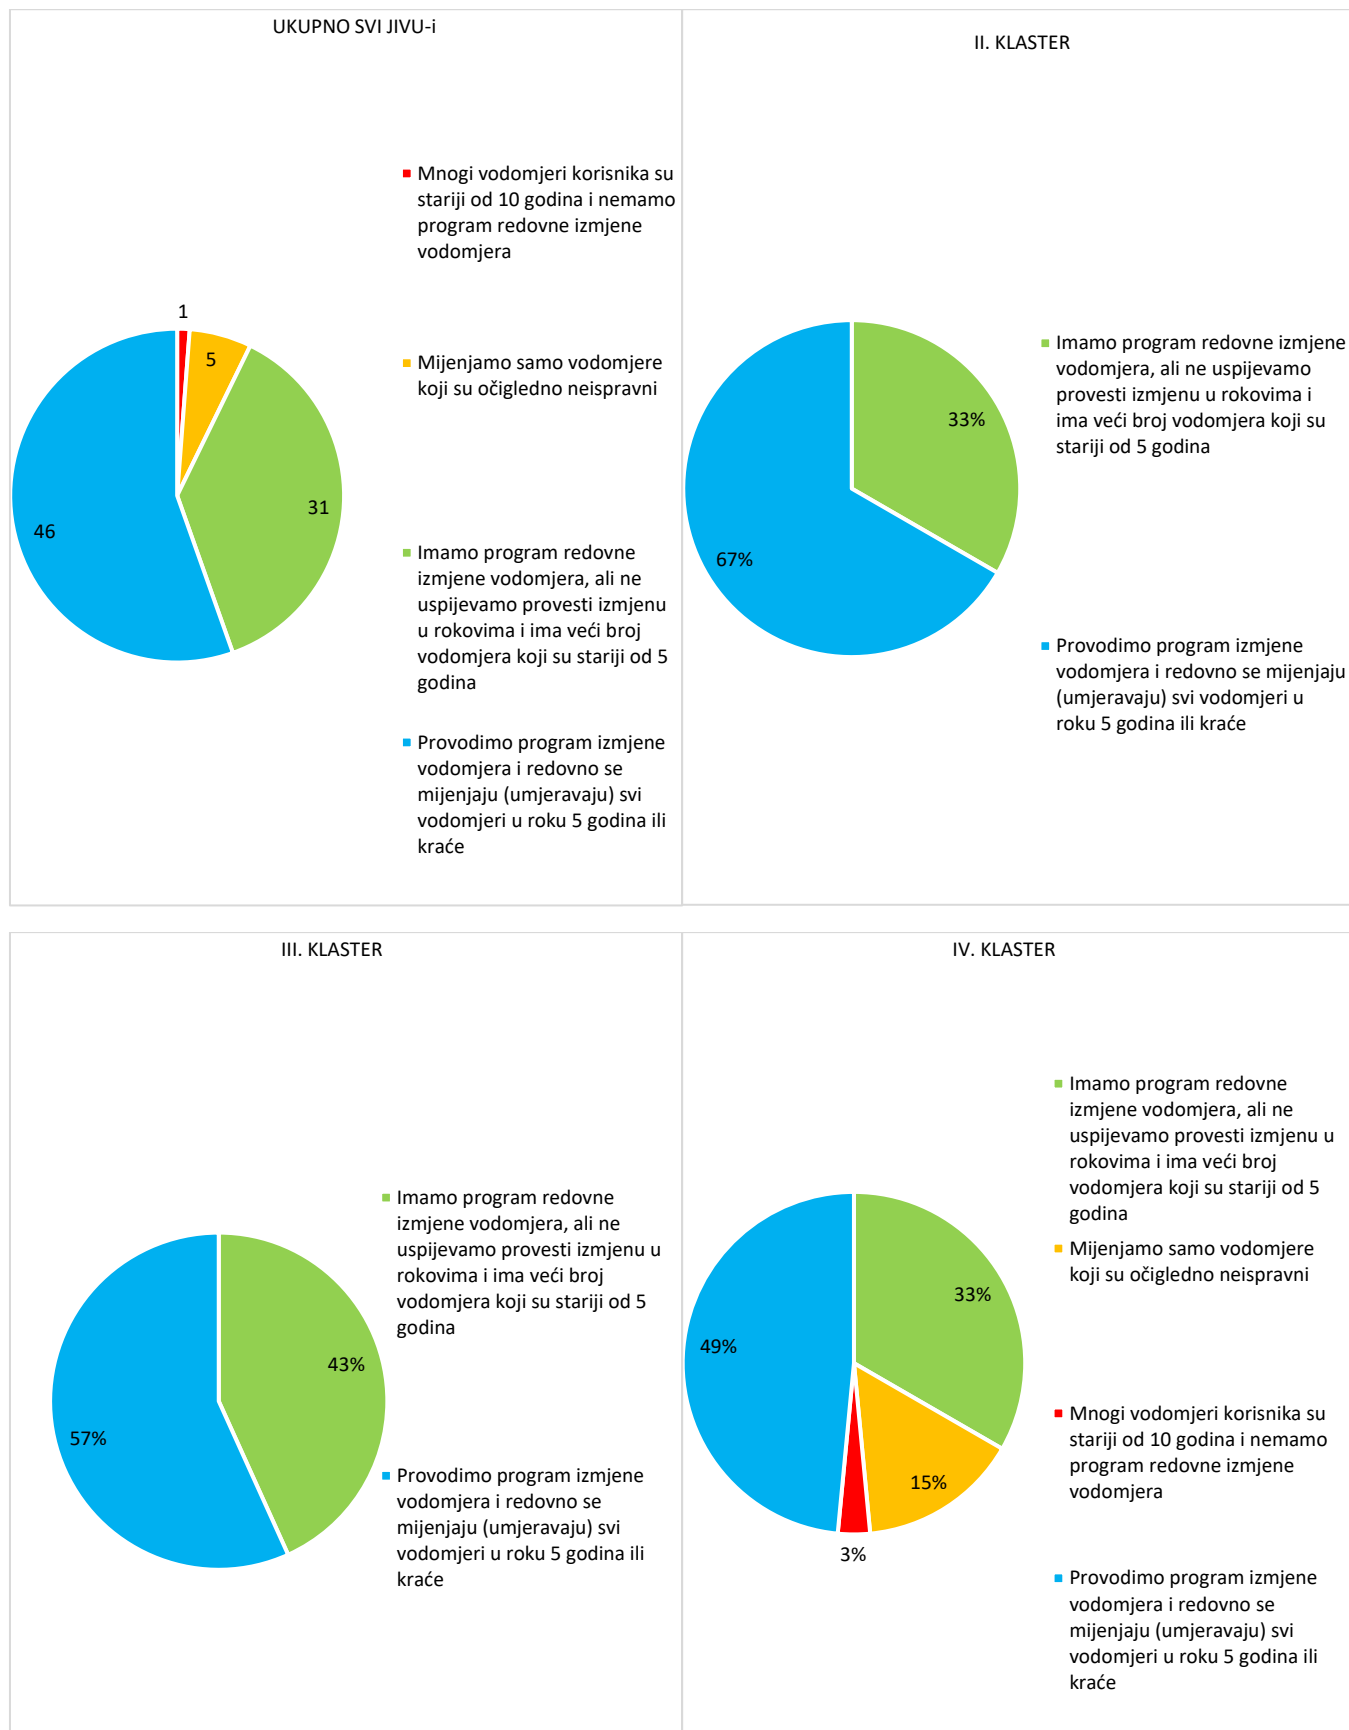 UKUPNO SVI JIVU-i
Mnogi vodomjeri korisnika su
stariji od 10 godina i nemamo
program redovne izmjene
vodomjera
Mijenjamo samo vodomjere
koji su očigledno neispravni
Imamo program redovne
izmjene vodomjera, ali ne
uspijevamo provesti izmjenu
u rokovima i ima veći broj
vodomjera koji su stariji od 5
godina
Provodimo program izmjene
vodomjera i redovno se
mijenjaju (umjeravaju) svi
vodomjeri u roku 5 godina ili
kraće
1
5
31
46
II. KLASTER
Imamo program redovne izmjene
vodomjera, ali ne uspijevamo
provesti izmjenu u rokovima i
ima veći broj vodomjera koji su
stariji od 5 godina
Provodimo program izmjene
vodomjera i redovno se mijenjaju
(umjeravaju) svi vodomjeri u
roku 5 godina ili kraće
33%
67%
III. KLASTER
Imamo program redovne
izmjene vodomjera, ali ne
uspijevamo provesti izmjenu u
rokovima i ima veći broj
vodomjera koji su stariji od 5
godina
Provodimo program izmjene
vodomjera i redovno se
mijenjaju (umjeravaju) svi
vodomjeri u roku 5 godina ili
kraće
43%
57%
IV. KLASTER
Imamo program redovne
izmjene vodomjera, ali ne
uspijevamo provesti izmjenu u
rokovima i ima veći broj
vodomjera koji su stariji od 5
godina
Mijenjamo samo vodomjere
koji su očigledno neispravni
Mnogi vodomjeri korisnika su
stariji od 10 godina i nemamo
program redovne izmjene
vodomjera
Provodimo program izmjene
vodomjera i redovno se
mijenjaju (umjeravaju) svi
vodomjeri u roku 5 godina ili
kraće
33%
49%
15%
3%